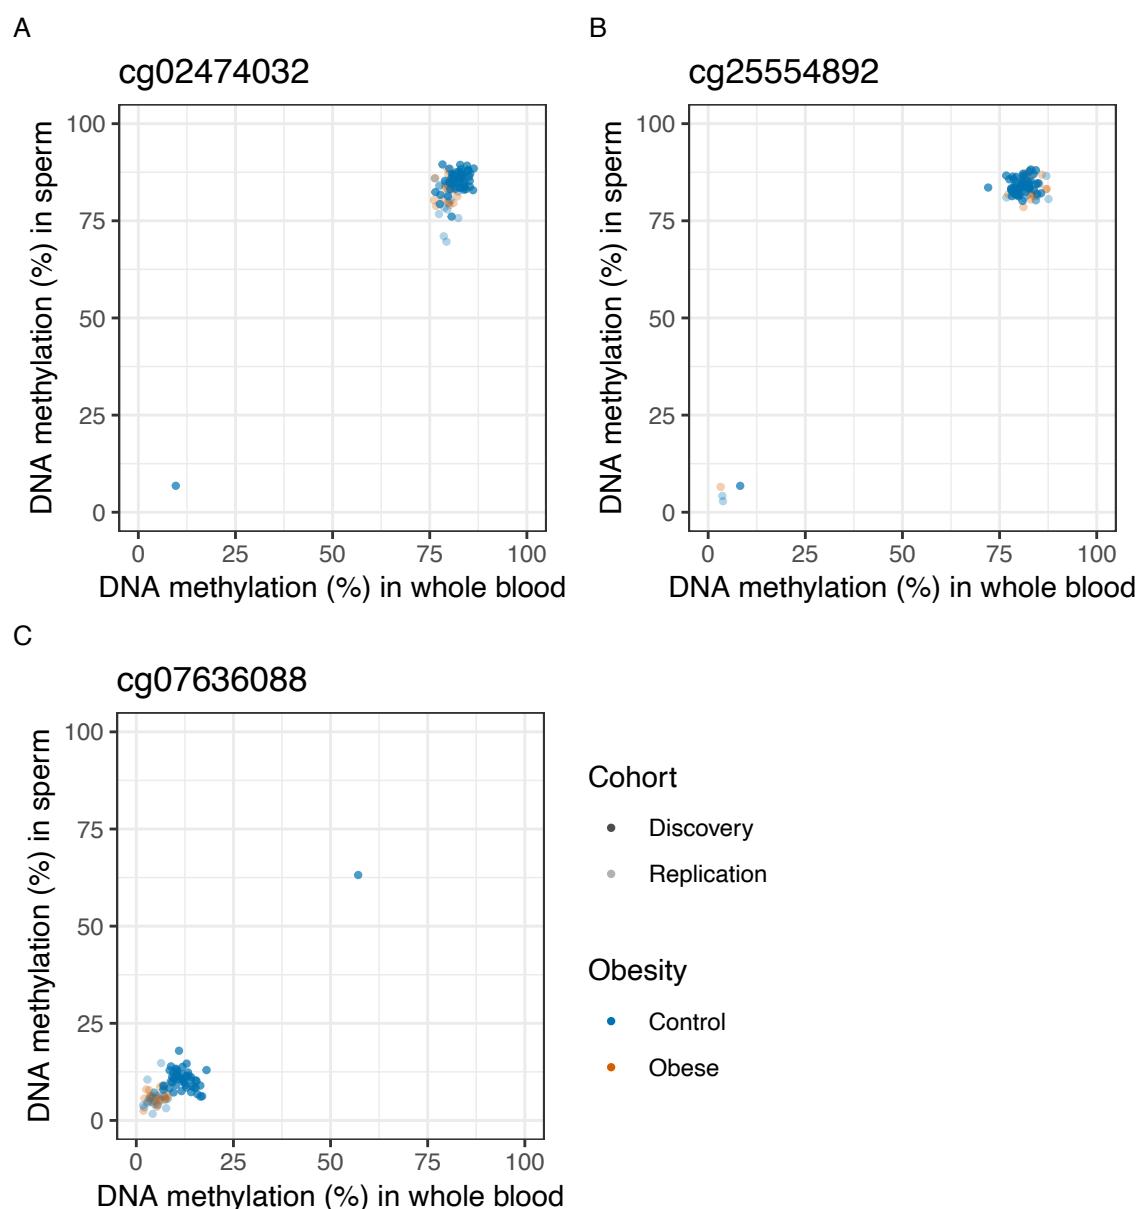 A
cg02474032
DNA methylation (%) in sperm
100
75
50
25
0
0 25 50 75 100
DNA methylation (%) in whole blood
B
cg25554892
DNA methylation (%) in sperm
100
75
50
25
0
0 25 50 75 100
DNA methylation (%) in whole blood
C
cg07636088
DNA methylation (%) in sperm
100
75
50
25
0
0 25 50 75 100
DNA methylation (%) in whole blood
Cohort
Discovery
Replication
Obesity
Control
Obese